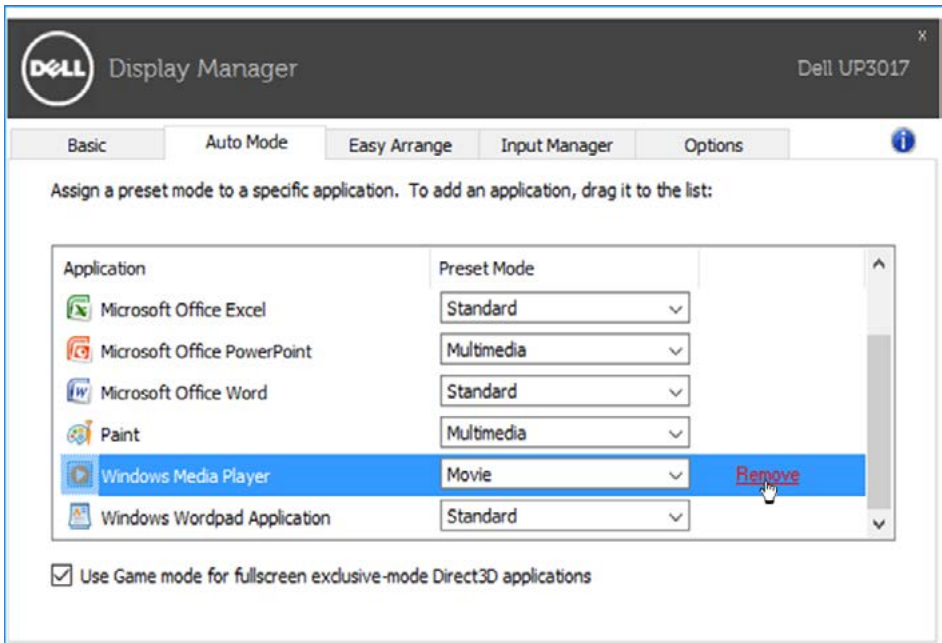 x
DELL Display Manager Dell UP3017
Basic Auto Mode Easy Arrange Input Manager Options i
Assign a preset mode to a specific application. To add an application, drag it to the list:
Application Preset Mode
Microsoft Office Excel Standard
Microsoft Office PowerPoint Multimedia
Microsoft Office Word Standard
Paint Multimedia
Windows Media Player Movie Remove
Windows Wordpad Application Standard
Use Game mode for fullscreen exclusive-mode Direct3D applications